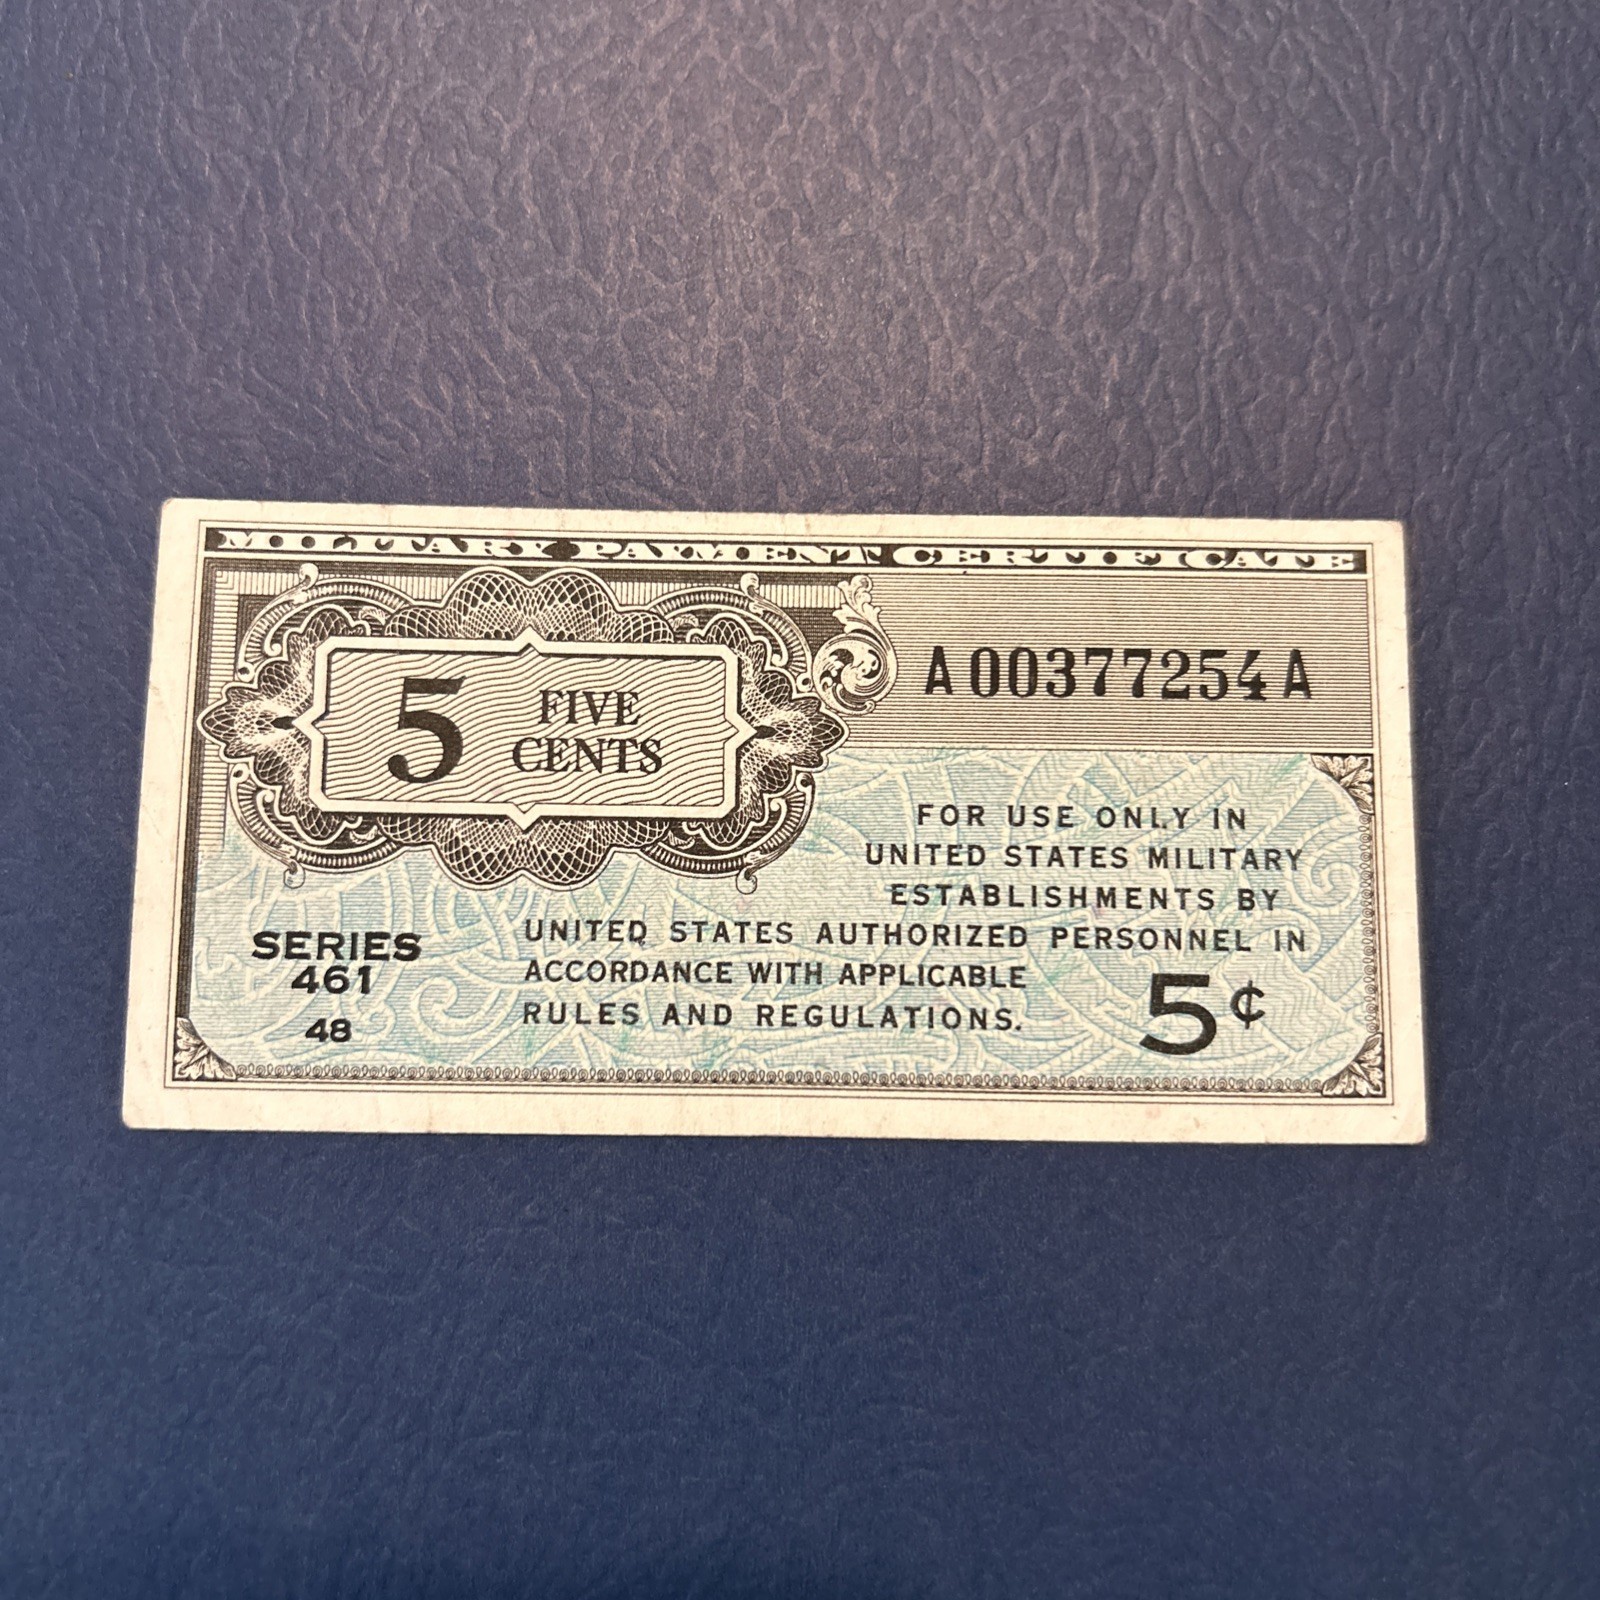 MILITARY PAYMENT CERTIFICATE
5 FIVE CENTS
A00377254A
FOR USE ONLY IN
UNITED STATES MILITARY
ESTABLISHMENTS BY
UNITED STATES AUTHORIZED PERSONNEL IN
ACCORDANCE WITH APPLICABLE
RULES AND REGULATIONS.
SERIES
461
48
5¢